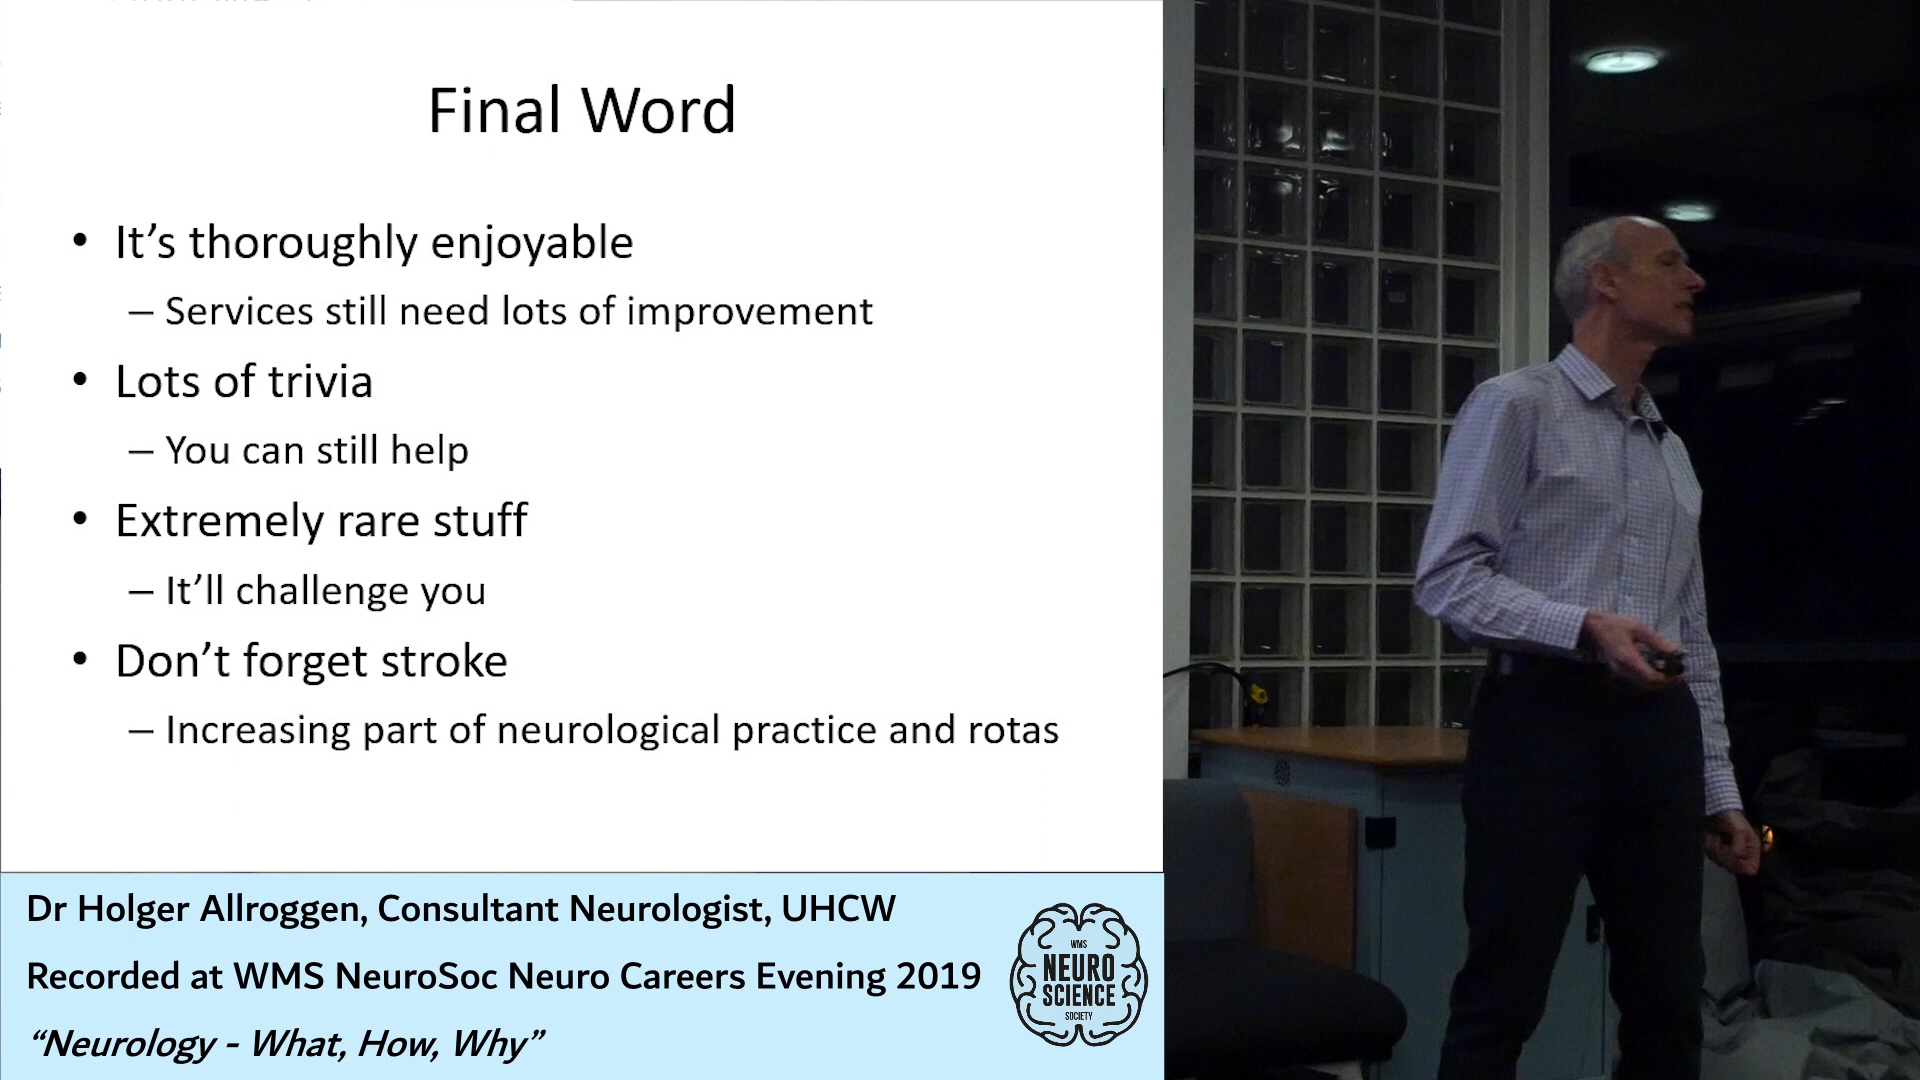 Final Word
• It’s thoroughly enjoyable
– Services still need lots of improvement
• Lots of trivia
– You can still help
• Extremely rare stuff
– It’ll challenge you
• Don’t forget stroke
– Increasing part of neurological practice and rotas
Dr Holger Allroggen, Consultant Neurologist, UHCW
Recorded at WMS NeuroSoc Neuro Careers Evening 2019
“Neurology - What, How, Why”
WMS
NEURO
SCIENCE
SOCIETY